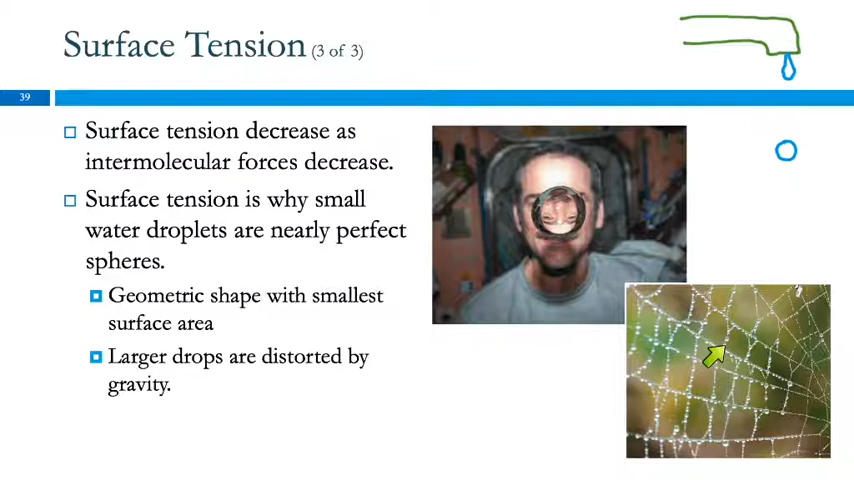 Surface Tension (3 of 3)
39
Surface tension decrease as
intermolecular forces decrease.
Surface tension is why small
water droplets are nearly perfect
spheres.
Geometric shape with smallest
surface area
Larger drops are distorted by
gravity.